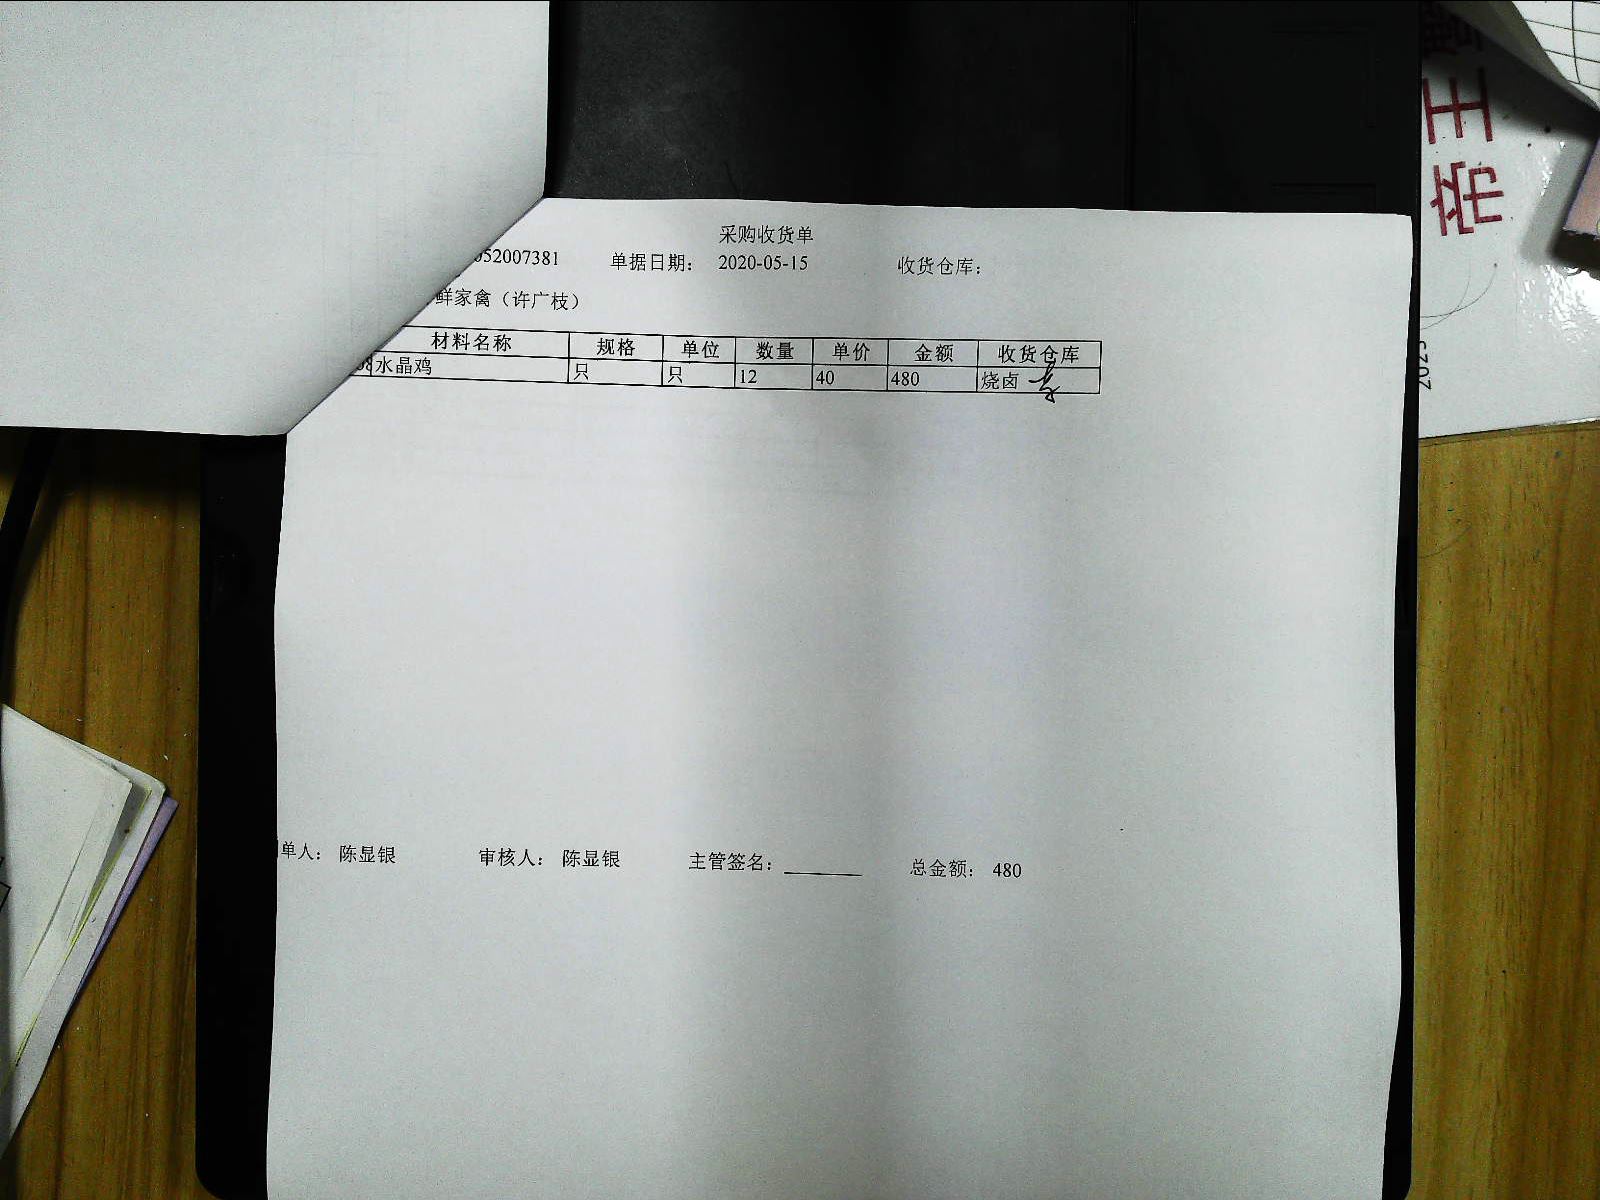 采购收货单
052007381 单据日期： 2020-05-15 收货仓库：
鲜家禽（许广枝）
材料名称 规格 单位 数量 单价 金额 收货仓库
08 水晶鸡 只 只 12 40 480 烧卤
单人： 陈显银 审核人： 陈显银 主管签名： 总金额： 480
帝王